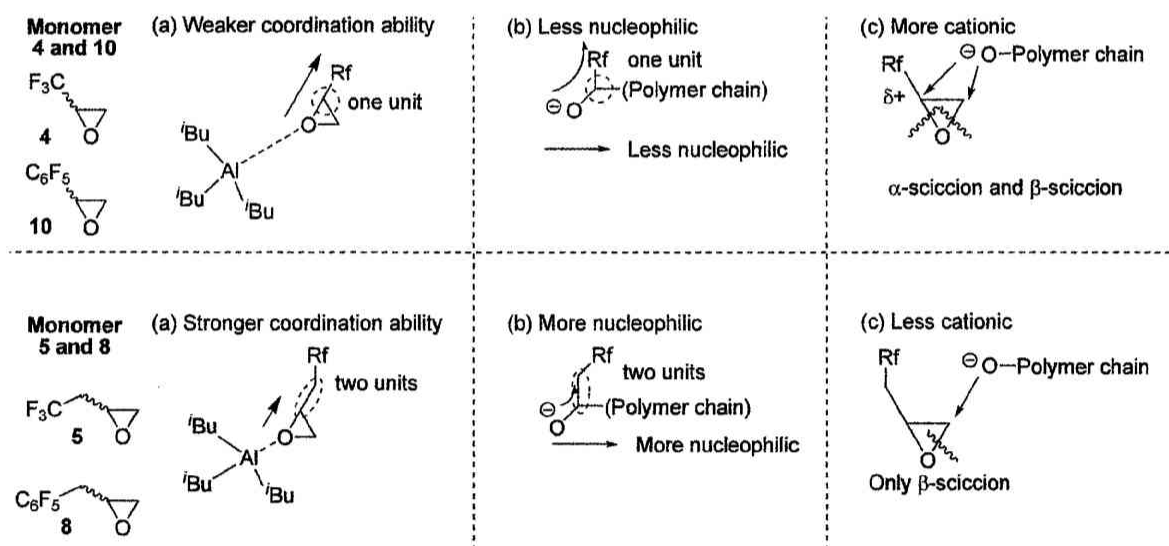 Monomer
4 and 10
F₃C
O
4
C₆F₅
O
10
(a) Weaker coordination ability
Rf
one unit
O
ⁱBu
Al
ⁱBu
ⁱBu
(b) Less nucleophilic
Rf one unit
(Polymer chain)
⊖O
Less nucleophilic
(c) More cationic
Rf ⊖ O–Polymer chain
δ+
O
α-sciccion and β-sciccion
Monomer
5 and 8
F₃C
O
5
C₆F₅
O
8
(a) Stronger coordination ability
Rf
two units
O
ⁱBu
Al
ⁱBu
ⁱBu
(b) More nucleophilic
Rf
two units
⊖
(Polymer chain)
O
More nucleophilic
(c) Less cationic
Rf ⊖ O–Polymer chain
O
Only β-sciccion